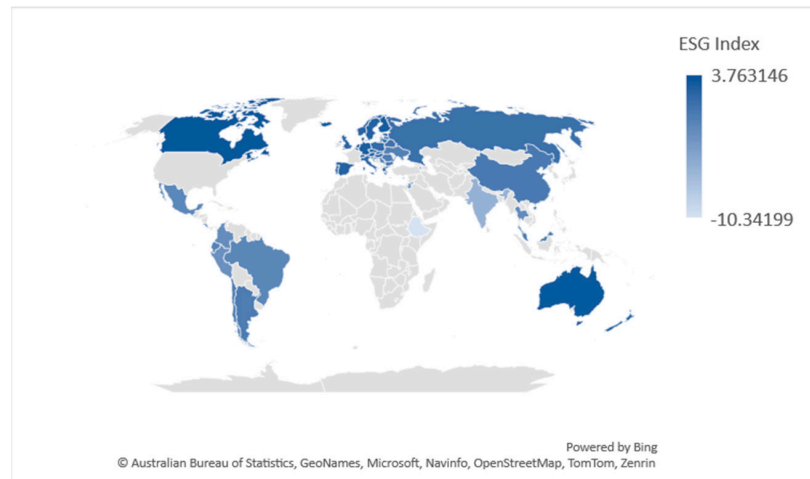 ESG Index
3.763146
-10.34199
Powered by Bing
© Australian Bureau of Statistics, GeoNames, Microsoft, Navinfo, OpenStreetMap, TomTom, Zenrin